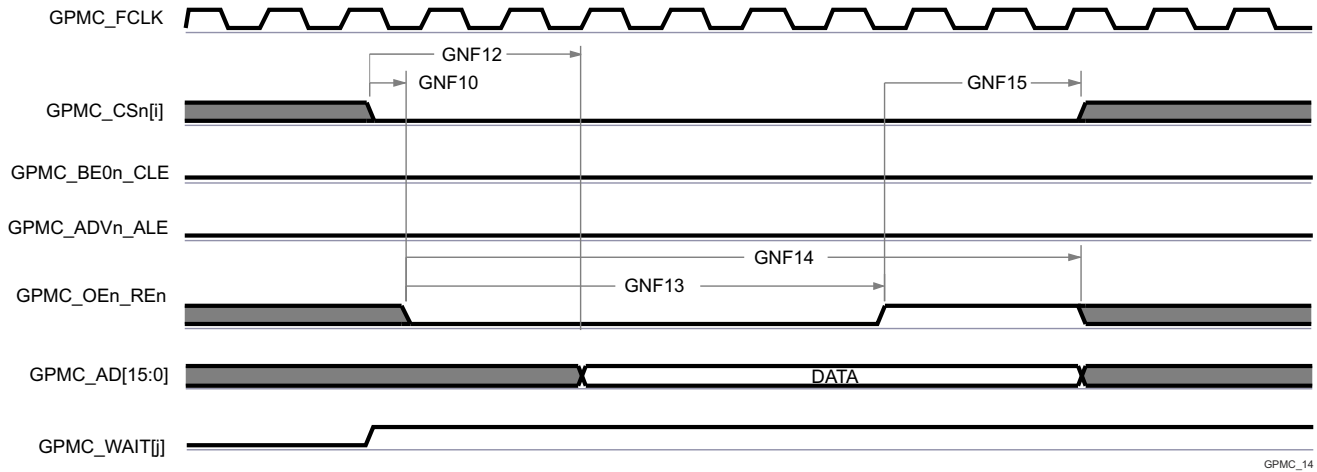 GPMC_FCLK
GNF12
GNF10
GNF15
GPMC_CSn[i]
GPMC_BE0n_CLE
GPMC_ADVn_ALE
GNF14
GNF13
GPMC_OEn_REn
GPMC_AD[15:0]
DATA
GPMC_WAIT[j]
GPMC_14